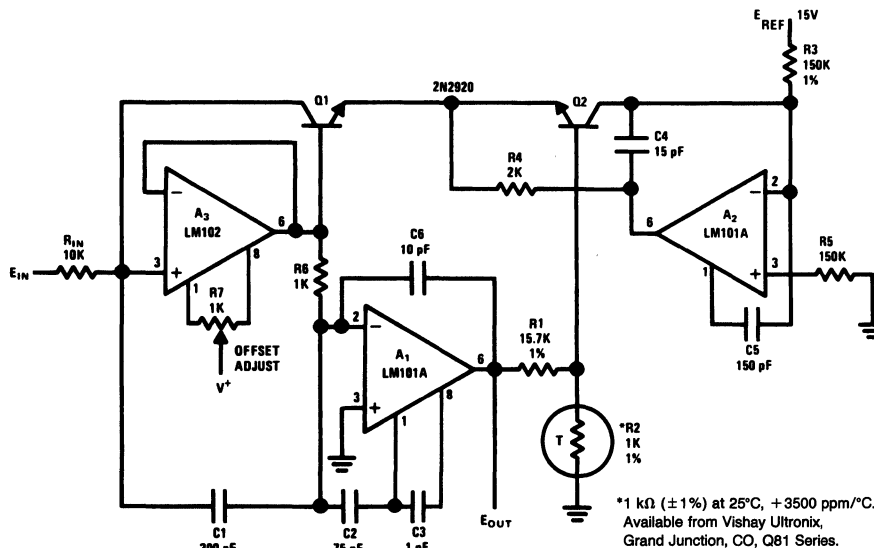 E REF 15V
R3
150K
1%
2N2920
Q1
Q2
C4
15 pF
R4
2K
−
A3
LM102
6
3
+
1
8
RIN
10K
EIN
R7
1K
OFFSET
ADJUST
V+
R6
1K
C6
10 pF
2
−
A1
LM101A
6
3
+
1
8
R1
15.7K
1%
2
−
A2
LM101A
6
3
+
1
R5
150K
C5
150 pF
T
*R2
1K
1%
EOUT
C1
C2
C3
*1 kΩ (±1%) at 25°C, +3500 ppm/°C.
Available from Vishay Ultronix,
Grand Junction, CO, Q81 Series.